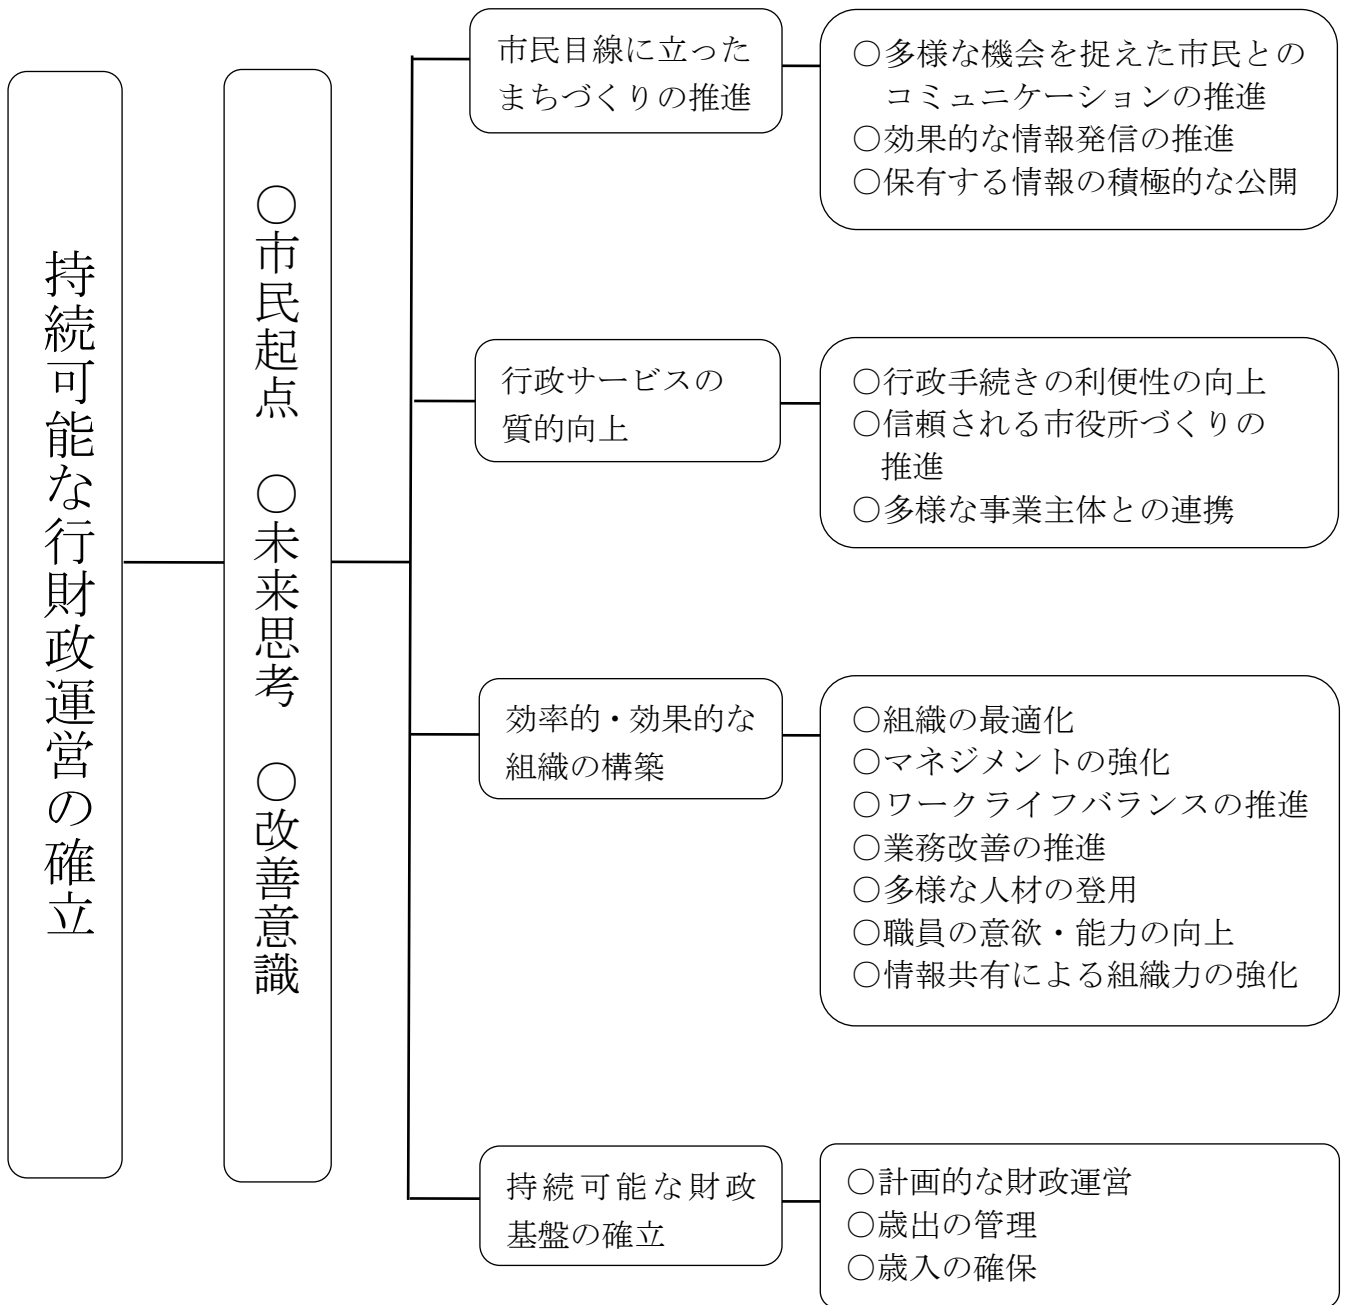 持続可能な行財政運営の確立
○市民起点　○未来思考　○改善意識
市民目線に立った
まちづくりの推進
○多様な機会を捉えた市民との
コミュニケーションの推進
○効果的な情報発信の推進
○保有する情報の積極的な公開
行政サービスの
質的向上
○行政手続きの利便性の向上
○信頼される市役所づくりの
推進
○多様な事業主体との連携
効率的・効果的な
組織の構築
○組織の最適化
○マネジメントの強化
○ワークライフバランスの推進
○業務改善の推進
○多様な人材の登用
○職員の意欲・能力の向上
○情報共有による組織力の強化
持続可能な財政
基盤の確立
○計画的な財政運営
○歳出の管理
○歳入の確保